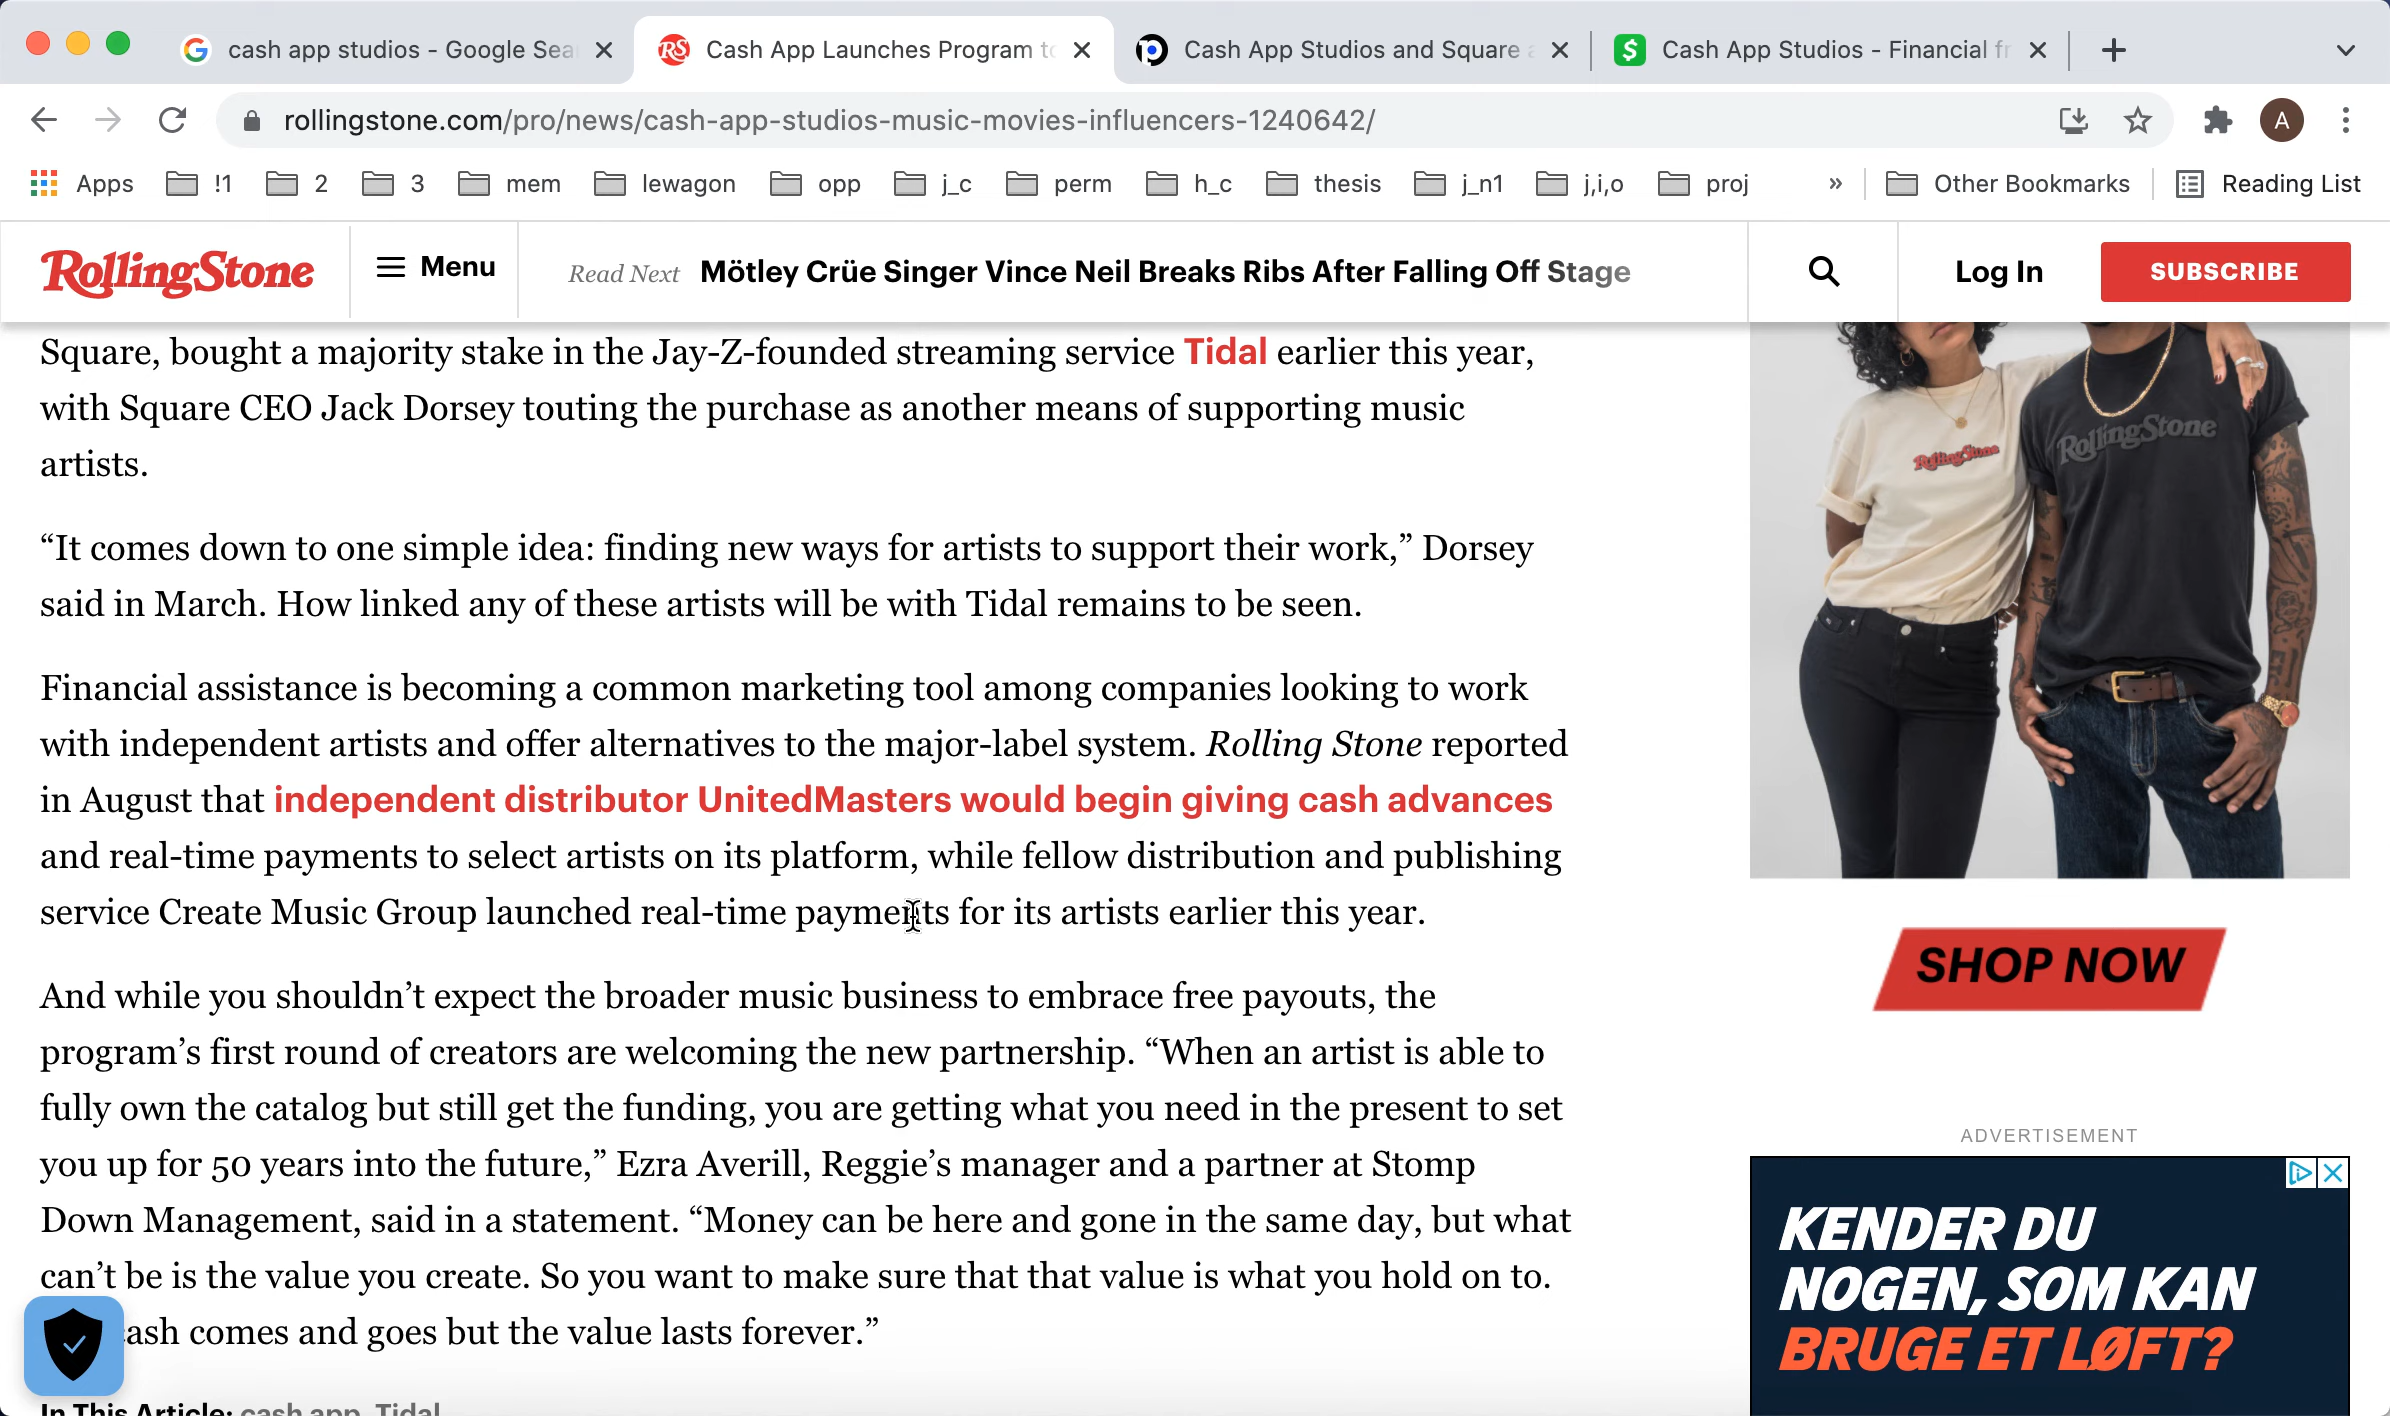 cash app studios - Google Sea
Cash App Launches Program to
Cash App Studios and Square a
Cash App Studios - Financial fr
rollingstone.com/pro/news/cash-app-studios-music-movies-influencers-1240642/
A
Apps !1 2 3 mem lewagon opp j_c perm h_c thesis j_n1 j,i,o proj » Other Bookmarks Reading List
RollingStone Menu Read Next Mötley Crüe Singer Vince Neil Breaks Ribs After Falling Off Stage Log In SUBSCRIBE
Square, bought a majority stake in the Jay-Z-founded streaming service Tidal earlier this year,
with Square CEO Jack Dorsey touting the purchase as another means of supporting music
artists.
“It comes down to one simple idea: finding new ways for artists to support their work,” Dorsey
said in March. How linked any of these artists will be with Tidal remains to be seen.
Financial assistance is becoming a common marketing tool among companies looking to work
with independent artists and offer alternatives to the major-label system. Rolling Stone reported
in August that independent distributor UnitedMasters would begin giving cash advances
and real-time payments to select artists on its platform, while fellow distribution and publishing
service Create Music Group launched real-time payments for its artists earlier this year.
And while you shouldn’t expect the broader music business to embrace free payouts, the
program’s first round of creators are welcoming the new partnership. “When an artist is able to
fully own the catalog but still get the funding, you are getting what you need in the present to set
you up for 50 years into the future,” Ezra Averill, Reggie’s manager and a partner at Stomp
Down Management, said in a statement. “Money can be here and gone in the same day, but what
can’t be is the value you create. So you want to make sure that that value is what you hold on to.
cash comes and goes but the value lasts forever.”
In This Article: cash app, Tidal
RollingStone
RollingStone
SHOP NOW
ADVERTISEMENT
KENDER DU
NOGEN, SOM KAN
BRUGE ET LØFT?